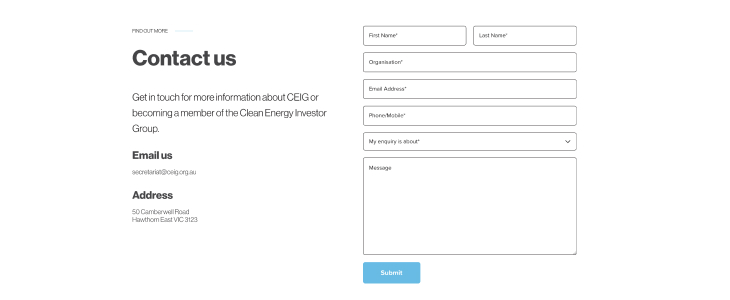 FIND OUT MORE
Contact us
Get in touch for more information about CEIG or
becoming a member of the Clean Energy Investor
Group.
Email us
secretariat@ceig.org.au
Address
50 Camberwell Road
Hawthorn East VIC 3123
First Name*
Last Name*
Organisation*
Email Address*
Phone/Mobile*
My enquiry is about*
Message
Submit